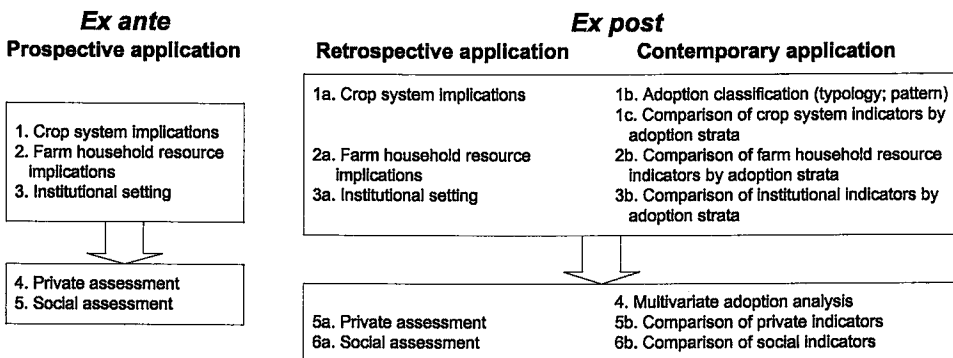 Ex ante
Prospective application
1. Crop system implications
2. Farm household resource
implications
3. Institutional setting
4. Private assessment
5. Social assessment
Ex post
Retrospective application
Contemporary application
1a. Crop system implications
1b. Adoption classification (typology; pattern)
1c. Comparison of crop system indicators by
adoption strata
2a. Farm household resource
implications
2b. Comparison of farm household resource
indicators by adoption strata
3a. Institutional setting
3b. Comparison of institutional indicators by
adoption strata
4. Multivariate adoption analysis
5a. Private assessment
5b. Comparison of private indicators
6a. Social assessment
6b. Comparison of social indicators